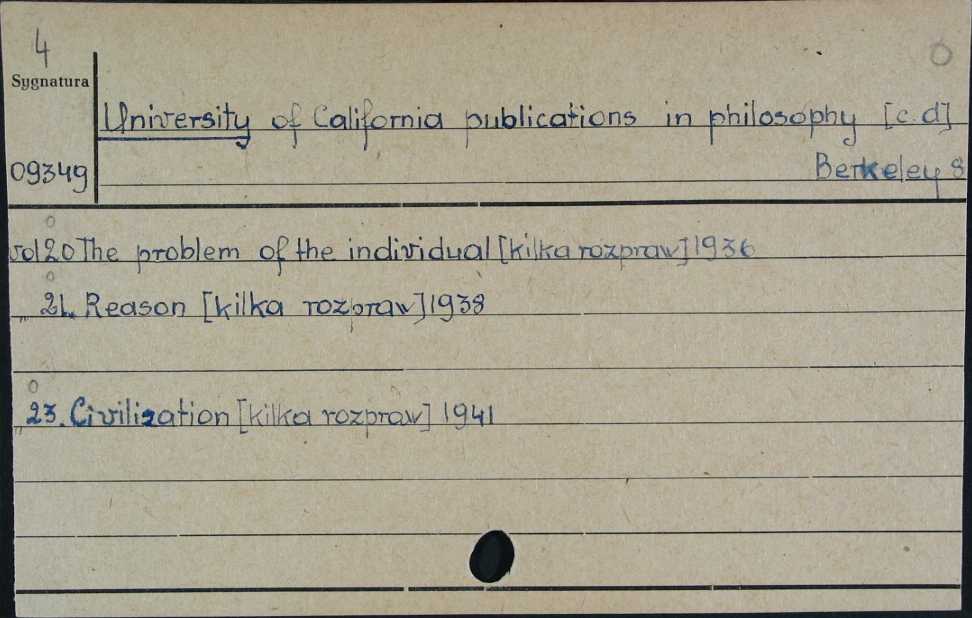 4
Sygnatura
University of California publications in philosophy [c.d]
09349
Berkeley 8
vol 20 The problem of the individual [kilka rozpraw] 1936
„ 21. Reason [kilka rozpraw] 1938
„ 23. Civilization [kilka rozpraw] 1941